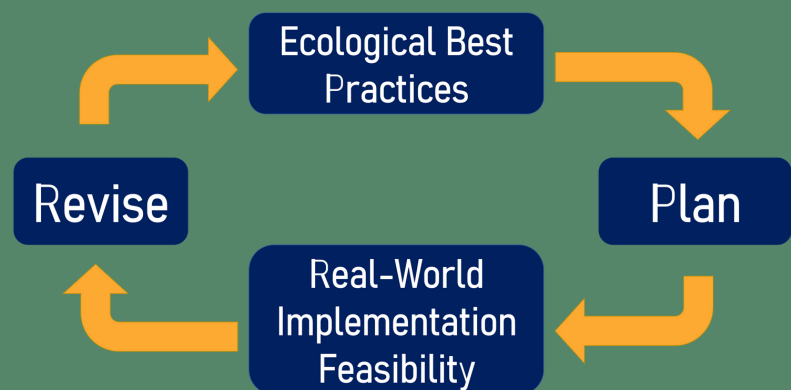 Ecological Best
Practices
Revise
Plan
Real-World
Implementation
Feasibility